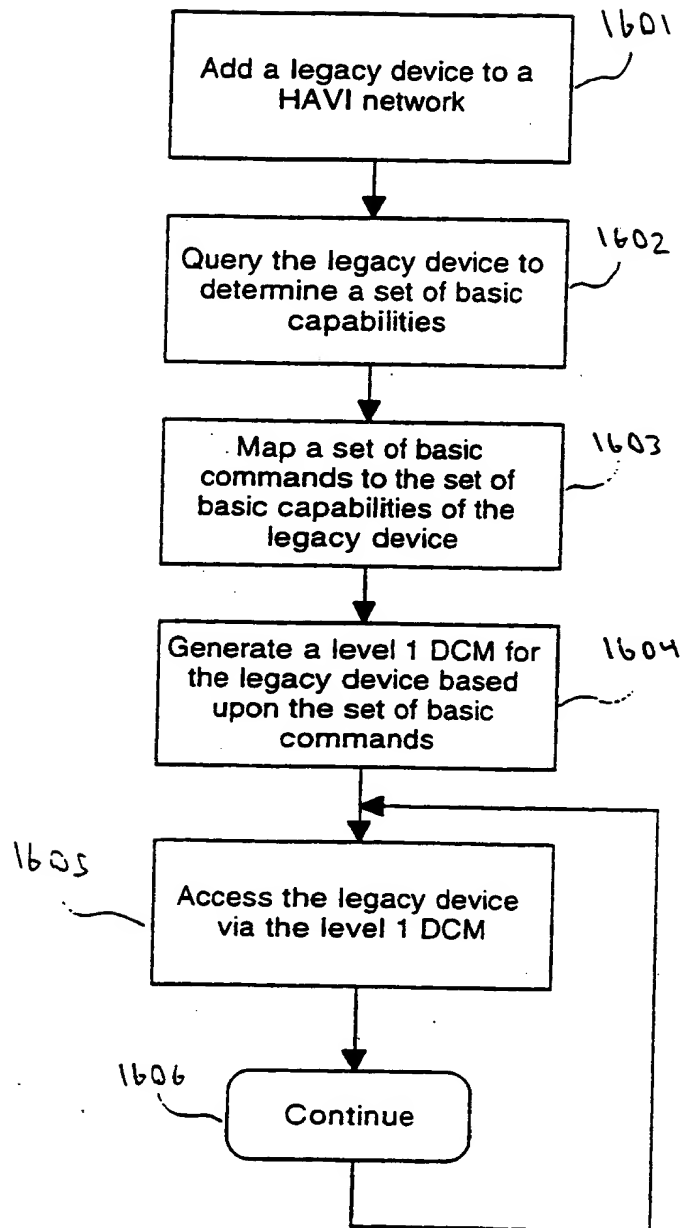 1601
Add a legacy device to a
HAVI network
1602
Query the legacy device to
determine a set of basic
capabilities
1603
Map a set of basic
commands to the set of
basic capabilities of the
legacy device
1604
Generate a level 1 DCM for
the legacy device based
upon the set of basic
commands
1605
Access the legacy device
via the level 1 DCM
1606
Continue